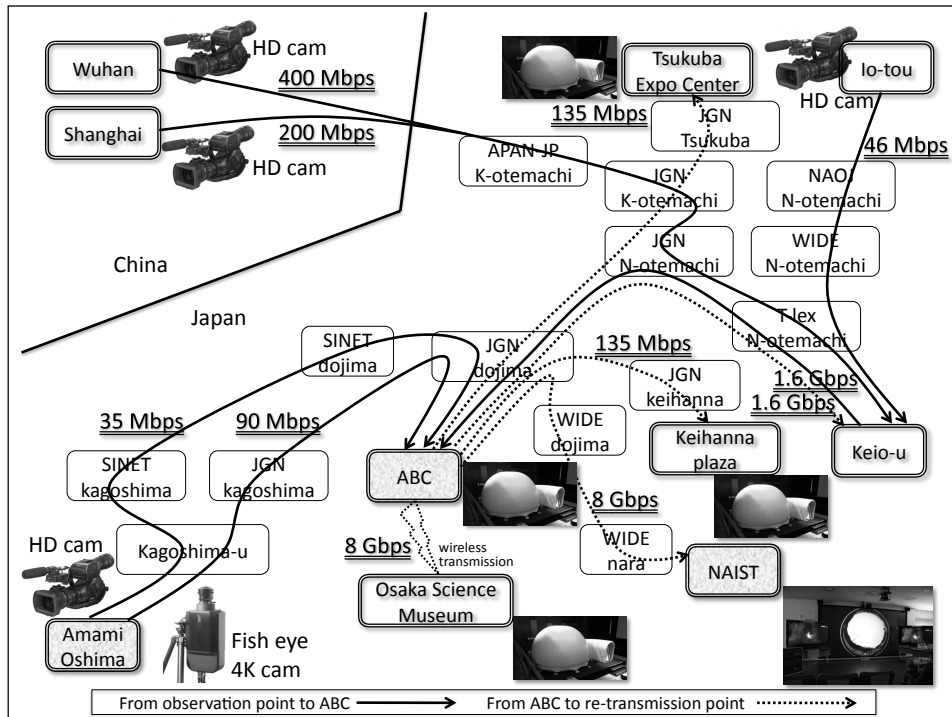 Wuhan
HD cam
400 Mbps
Shanghai
200 Mbps
HD cam
Tsukuba
Expo Center
135 Mbps
JGN
Tsukuba
Io-tou
HD cam
46 Mbps
APAN-JP
K-otemachi
JGN
K-otemachi
NAOJ
N-otemachi
JGN
N-otemachi
WIDE
N-otemachi
China
Japan
T-lex
N-otemachi
SINET
dojima
JGN
dojima
135 Mbps
JGN
keihanna
1.6 Gbps
1.6 Gbps
35 Mbps
90 Mbps
WIDE
dojima
SINET
kagoshima
JGN
kagoshima
ABC
Keihanna
plaza
Keio-u
8 Gbps
Kagoshima-u
8 Gbps
wireless
transmission
WIDE
nara
NAIST
HD cam
Osaka Science
Museum
Amami
Oshima
Fish eye
4K cam
From observation point to ABC
From ABC to re-transmission point